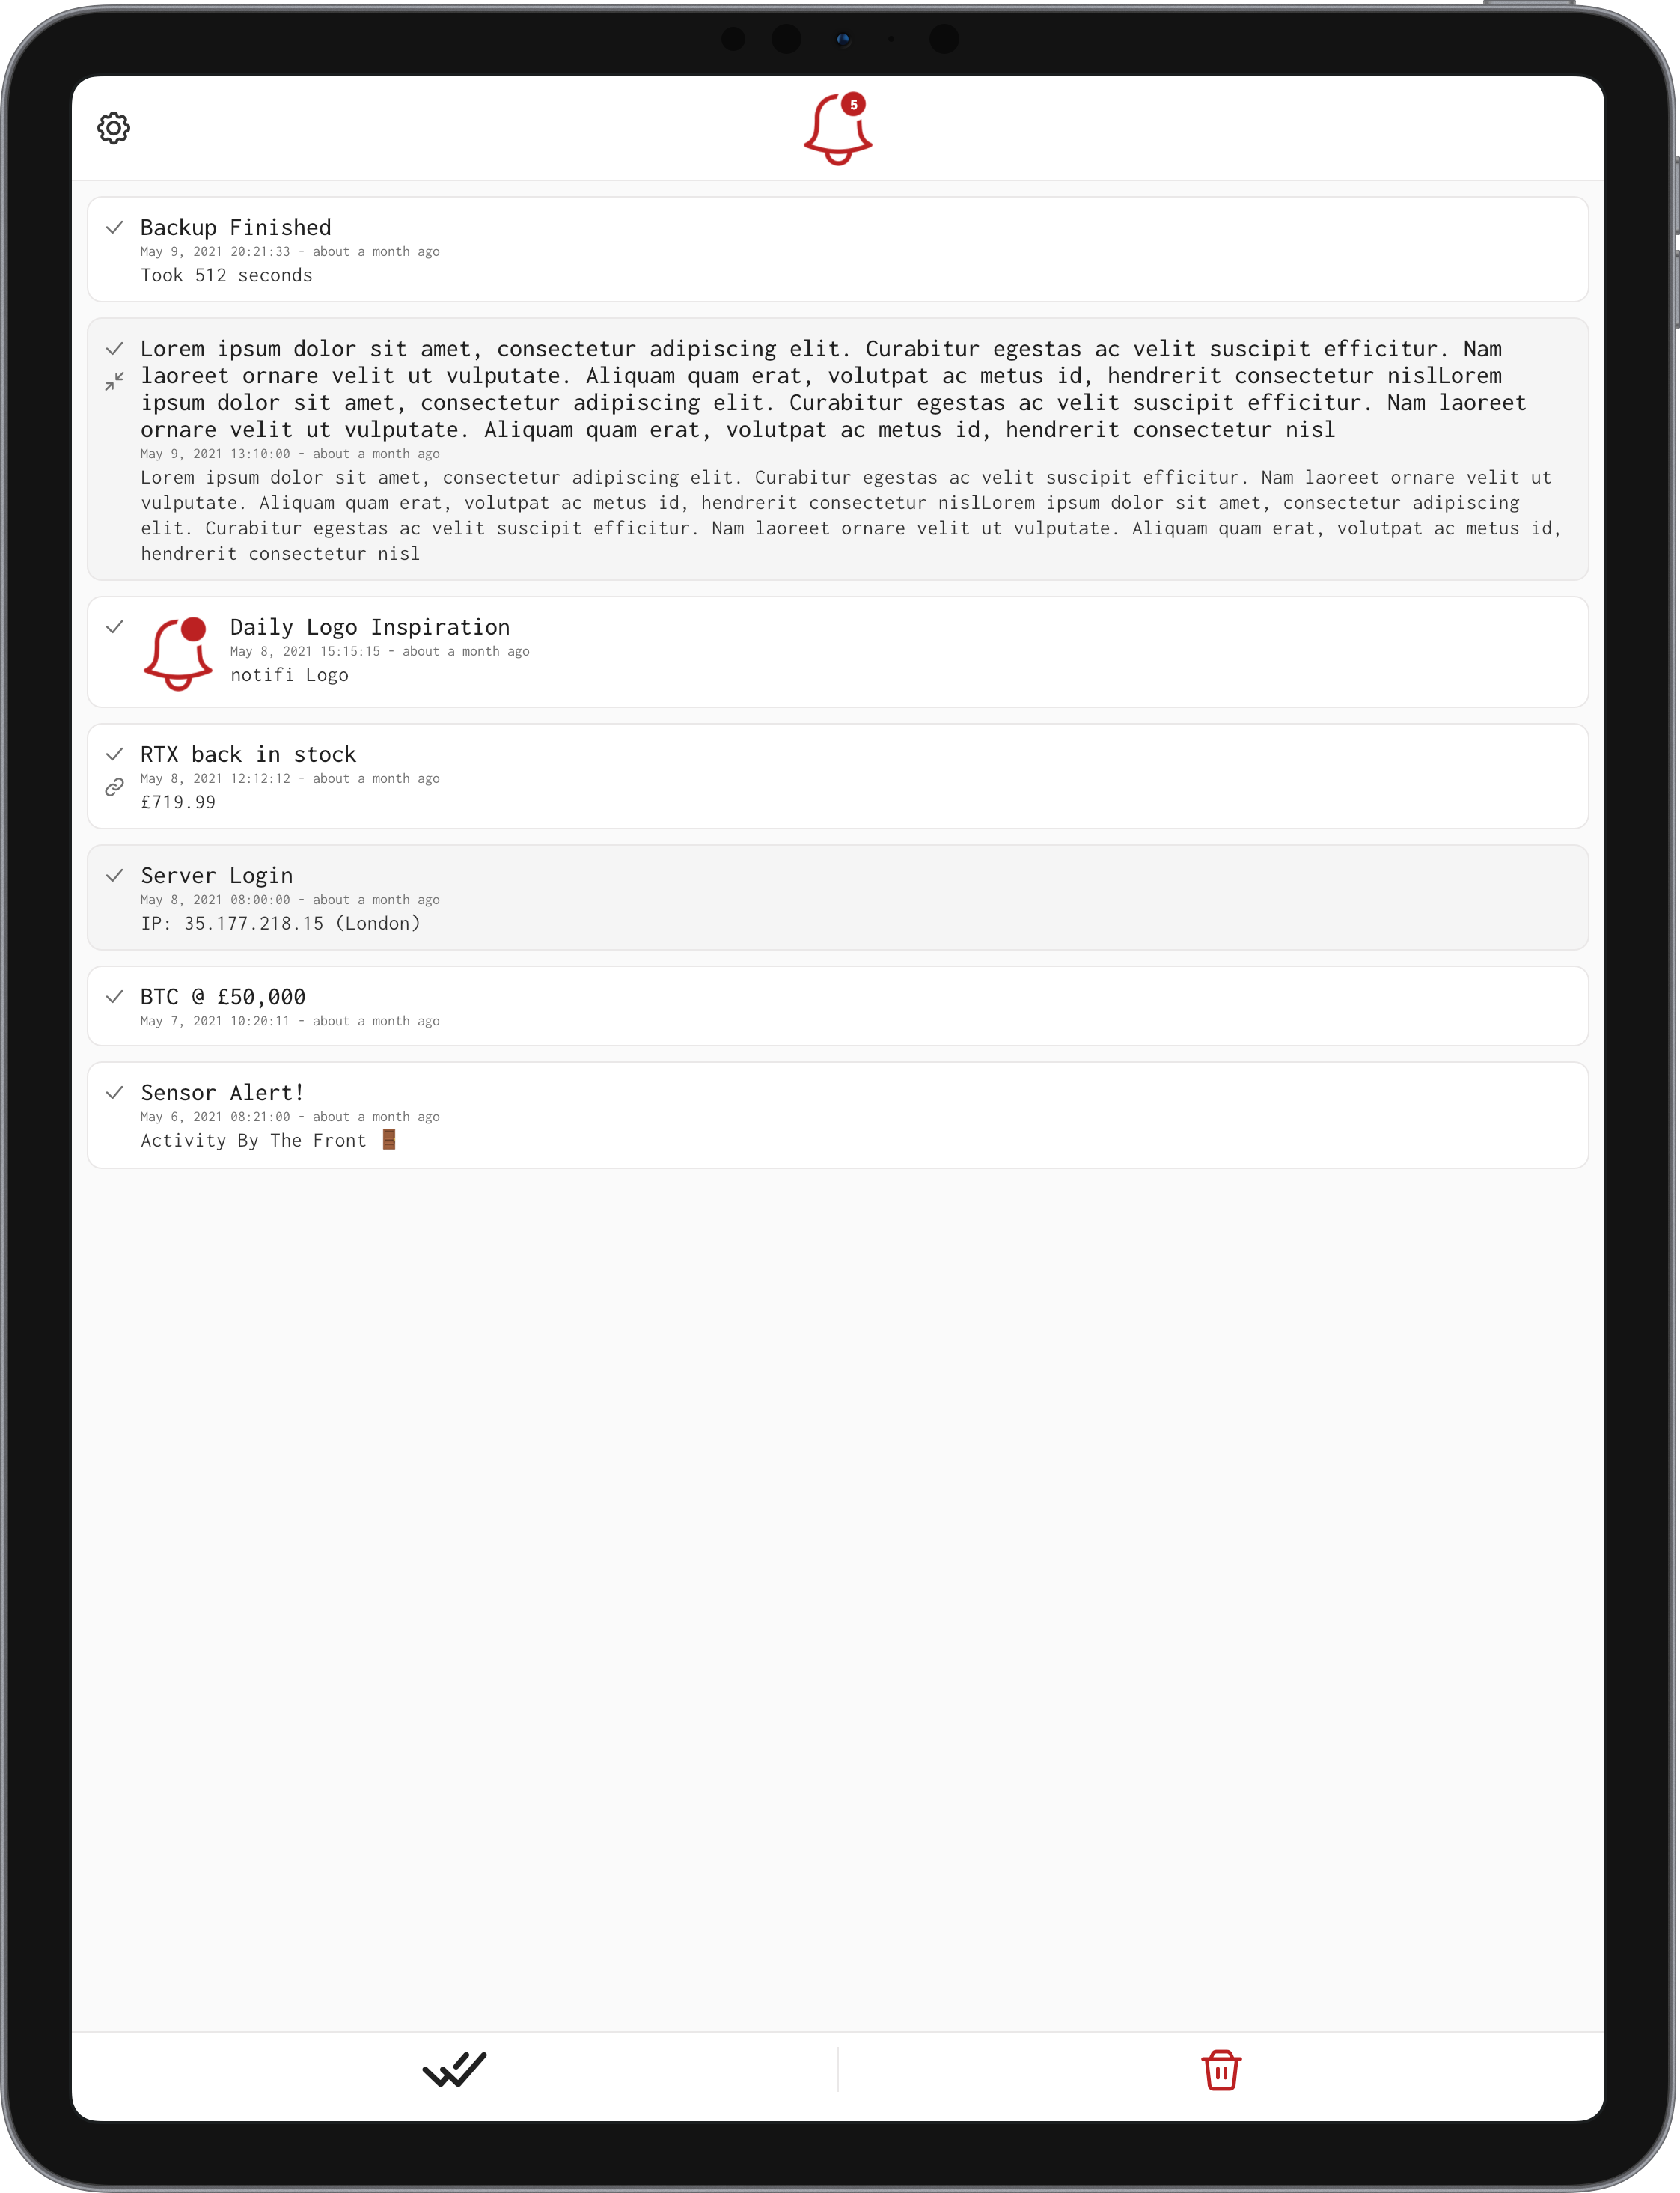 5
Backup Finished
May 9, 2021 20:21:33 - about a month ago
Took 512 seconds
Lorem ipsum dolor sit amet, consectetur adipiscing elit. Curabitur egestas ac velit suscipit efficitur. Nam
laoreet ornare velit ut vulputate. Aliquam quam erat, volutpat ac metus id, hendrerit consectetur nislLorem
ipsum dolor sit amet, consectetur adipiscing elit. Curabitur egestas ac velit suscipit efficitur. Nam laoreet
ornare velit ut vulputate. Aliquam quam erat, volutpat ac metus id, hendrerit consectetur nisl
May 9, 2021 13:10:00 - about a month ago
Lorem ipsum dolor sit amet, consectetur adipiscing elit. Curabitur egestas ac velit suscipit efficitur. Nam laoreet ornare velit ut
vulputate. Aliquam quam erat, volutpat ac metus id, hendrerit consectetur nislLorem ipsum dolor sit amet, consectetur adipiscing
elit. Curabitur egestas ac velit suscipit efficitur. Nam laoreet ornare velit ut vulputate. Aliquam quam erat, volutpat ac metus id,
hendrerit consectetur nisl
Daily Logo Inspiration
May 8, 2021 15:15:15 - about a month ago
notifi Logo
RTX back in stock
May 8, 2021 12:12:12 - about a month ago
£719.99
Server Login
May 8, 2021 08:00:00 - about a month ago
IP: 35.177.218.15 (London)
BTC @ £50,000
May 7, 2021 10:20:11 - about a month ago
Sensor Alert!
May 6, 2021 08:21:00 - about a month ago
Activity By The Front 🚪